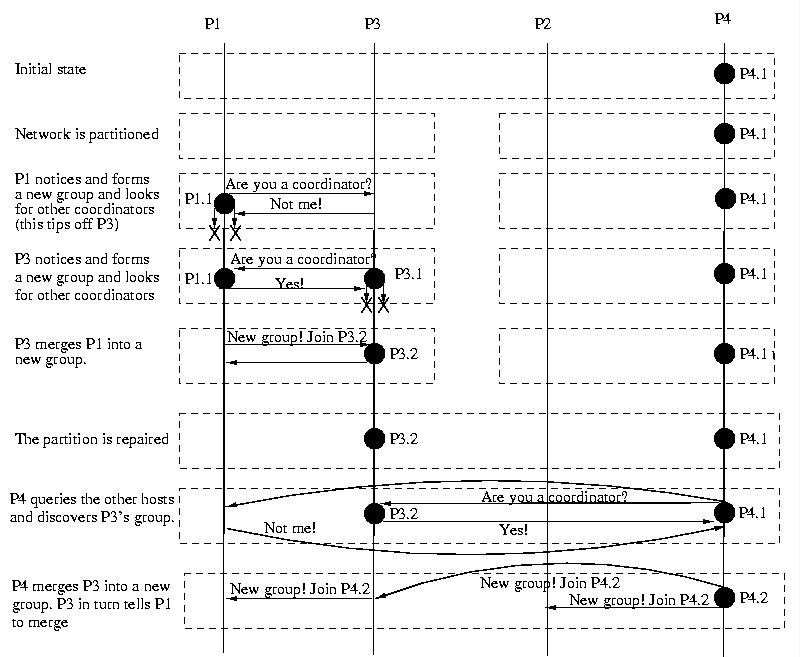 P1 P3 P2 P4
Initial state
P4.1
Network is partitioned
P4.1
P1 notices and forms
a new group and looks
for other coordinators
(this tips off P3)
P1.1
Are you a coordinator?
Not me!
P4.1
P3 notices and forms
a new group and looks
for other coordinators
P1.1
Are you a coordinator?
Yes!
P3.1
P4.1
P3 merges P1 into a
new group.
New group! Join P3.2
P3.2
P4.1
The partition is repaired
P3.2
P4.1
P4 queries the other hosts
and discovers P3's group.
Not me!
P3.2
Are you a coordinator?
Yes!
P4.1
P4 merges P3 into a new
group. P3 in turn tells P1
to merge
New group! Join P4.2
New group! Join P4.2
New group! Join P4.2
P4.2